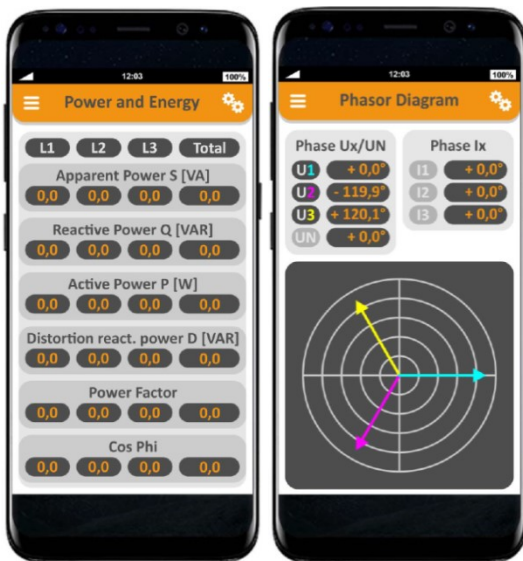 12:03 100%
Power and Energy
L1 L2 L3 Total
Apparent Power S [VA]
0,0 0,0 0,0 0,0
Reactive Power Q [VAR]
0,0 0,0 0,0 0,0
Active Power P [W]
0,0 0,0 0,0 0,0
Distortion react. power D [VAR]
0,0 0,0 0,0 0,0
Power Factor
0,0 0,0 0,0 0,0
Cos Phi
0,0 0,0 0,0 0,0
12:03 100%
Phasor Diagram
Phase Ux/UN
U1 + 0,0°
U2 - 119,9°
U3 + 120,1°
UN + 0,0°
Phase Ix
I1 + 0,0°
I2 + 0,0°
I3 + 0,0°